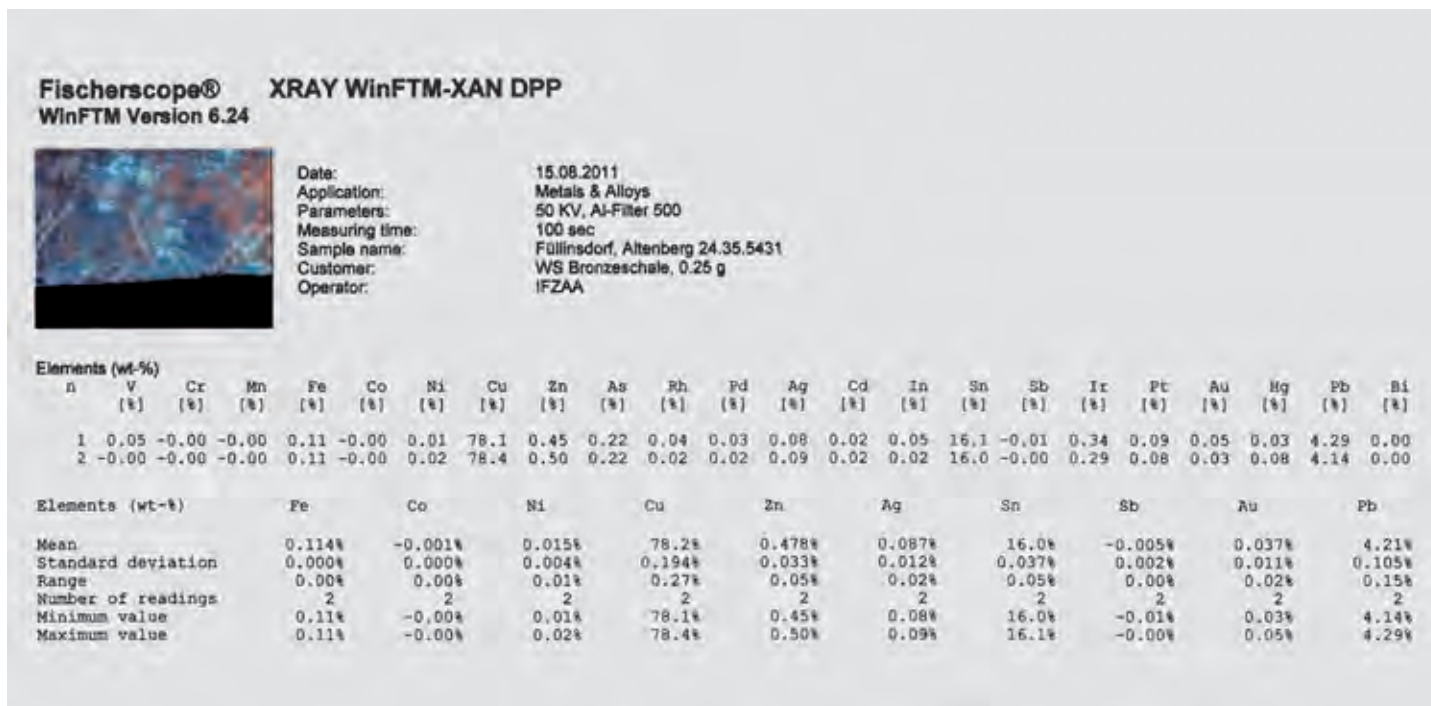 Fischerscope® XRAY WinFTM-XAN DPP
WinFTM Version 6.24
Date: 15.08.2011
Application: Metals & Alloys
Parameters: 50 KV, Al-Filter 500
Measuring time: 100 sec
Sample name: Füllinsdorf, Altenberg 24.35.5431
Customer: WS Bronzeschale, 0.25 g
Operator: IFZAA
Elements (wt-%)
n V Cr Mn Fe Co Ni Cu Zn As Rh Pd Ag Cd In Sn Sb Ir Pt Au Hg Pb Bi
[%] [%] [%] [%] [%] [%] [%] [%] [%] [%] [%] [%] [%] [%] [%] [%] [%] [%] [%] [%] [%] [%]
1 0.05 -0.00 -0.00 0.11 -0.00 0.01 78.1 0.45 0.22 0.04 0.03 0.08 0.02 0.05 16.1 -0.01 0.34 0.09 0.05 0.03 4.29 0.00
2 -0.00 -0.00 -0.00 0.11 -0.00 0.02 78.4 0.50 0.22 0.02 0.02 0.09 0.02 0.02 16.0 -0.00 0.29 0.08 0.03 0.08 4.14 0.00
Elements (wt-%) Fe Co Ni Cu Zn Ag Sn Sb Au Pb
Mean 0.114% -0.001% 0.015% 78.2% 0.478% 0.087% 16.0% -0.005% 0.037% 4.21%
Standard deviation 0.000% 0.000% 0.004% 0.194% 0.033% 0.012% 0.037% 0.002% 0.011% 0.105%
Range 0.00% 0.00% 0.01% 0.27% 0.05% 0.02% 0.05% 0.00% 0.02% 0.15%
Number of readings 2 2 2 2 2 2 2 2 2 2
Minimum value 0.11% -0.00% 0.01% 78.1% 0.45% 0.08% 16.0% -0.01% 0.03% 4.14%
Maximum value 0.11% -0.00% 0.02% 78.4% 0.50% 0.09% 16.1% -0.00% 0.05% 4.29%